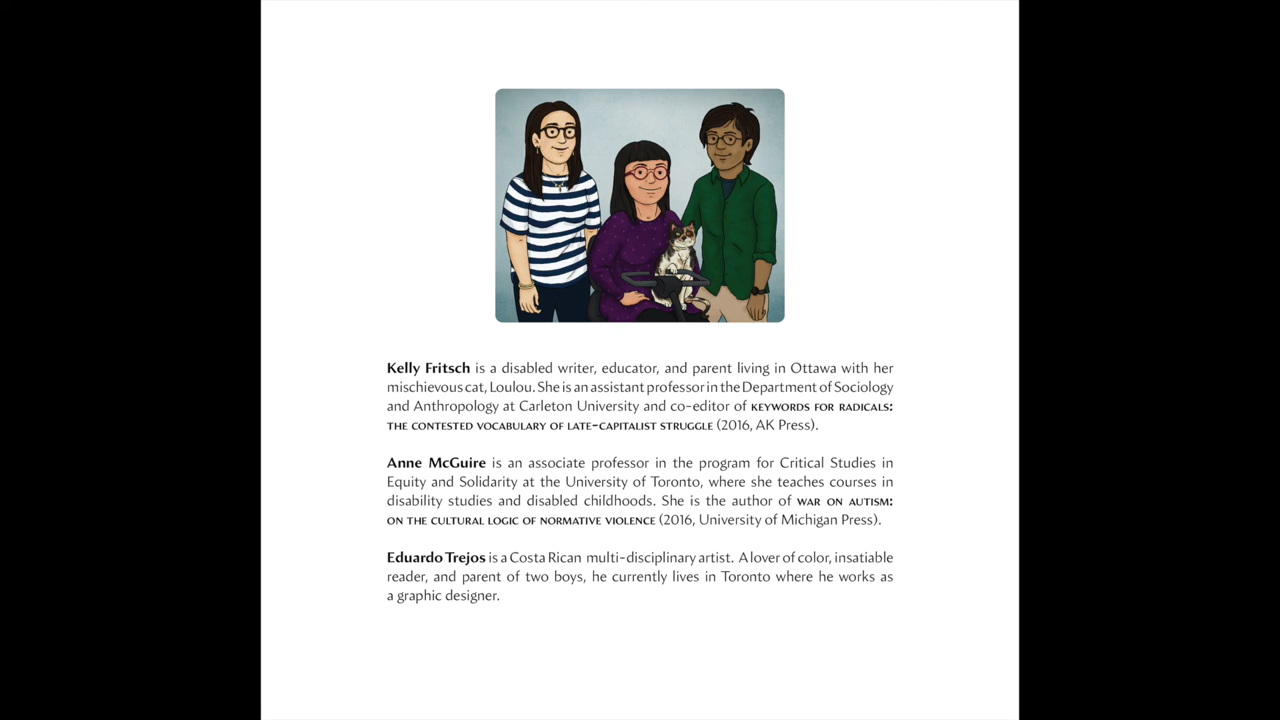 Kelly Fritsch is a disabled writer, educator, and parent living in Ottawa with her
mischievous cat, Loulou. She is an assistant professor in the Department of Sociology
and Anthropology at Carleton University and co-editor of KEYWORDS FOR RADICALS:
THE CONTESTED VOCABULARY OF LATE-CAPITALIST STRUGGLE (2016, AK Press).
Anne McGuire is an associate professor in the program for Critical Studies in
Equity and Solidarity at the University of Toronto, where she teaches courses in
disability studies and disabled childhoods. She is the author of WAR ON AUTISM:
ON THE CULTURAL LOGIC OF NORMATIVE VIOLENCE (2016, University of Michigan Press).
Eduardo Trejos is a Costa Rican multi-disciplinary artist. A lover of color, insatiable
reader, and parent of two boys, he currently lives in Toronto where he works as
a graphic designer.